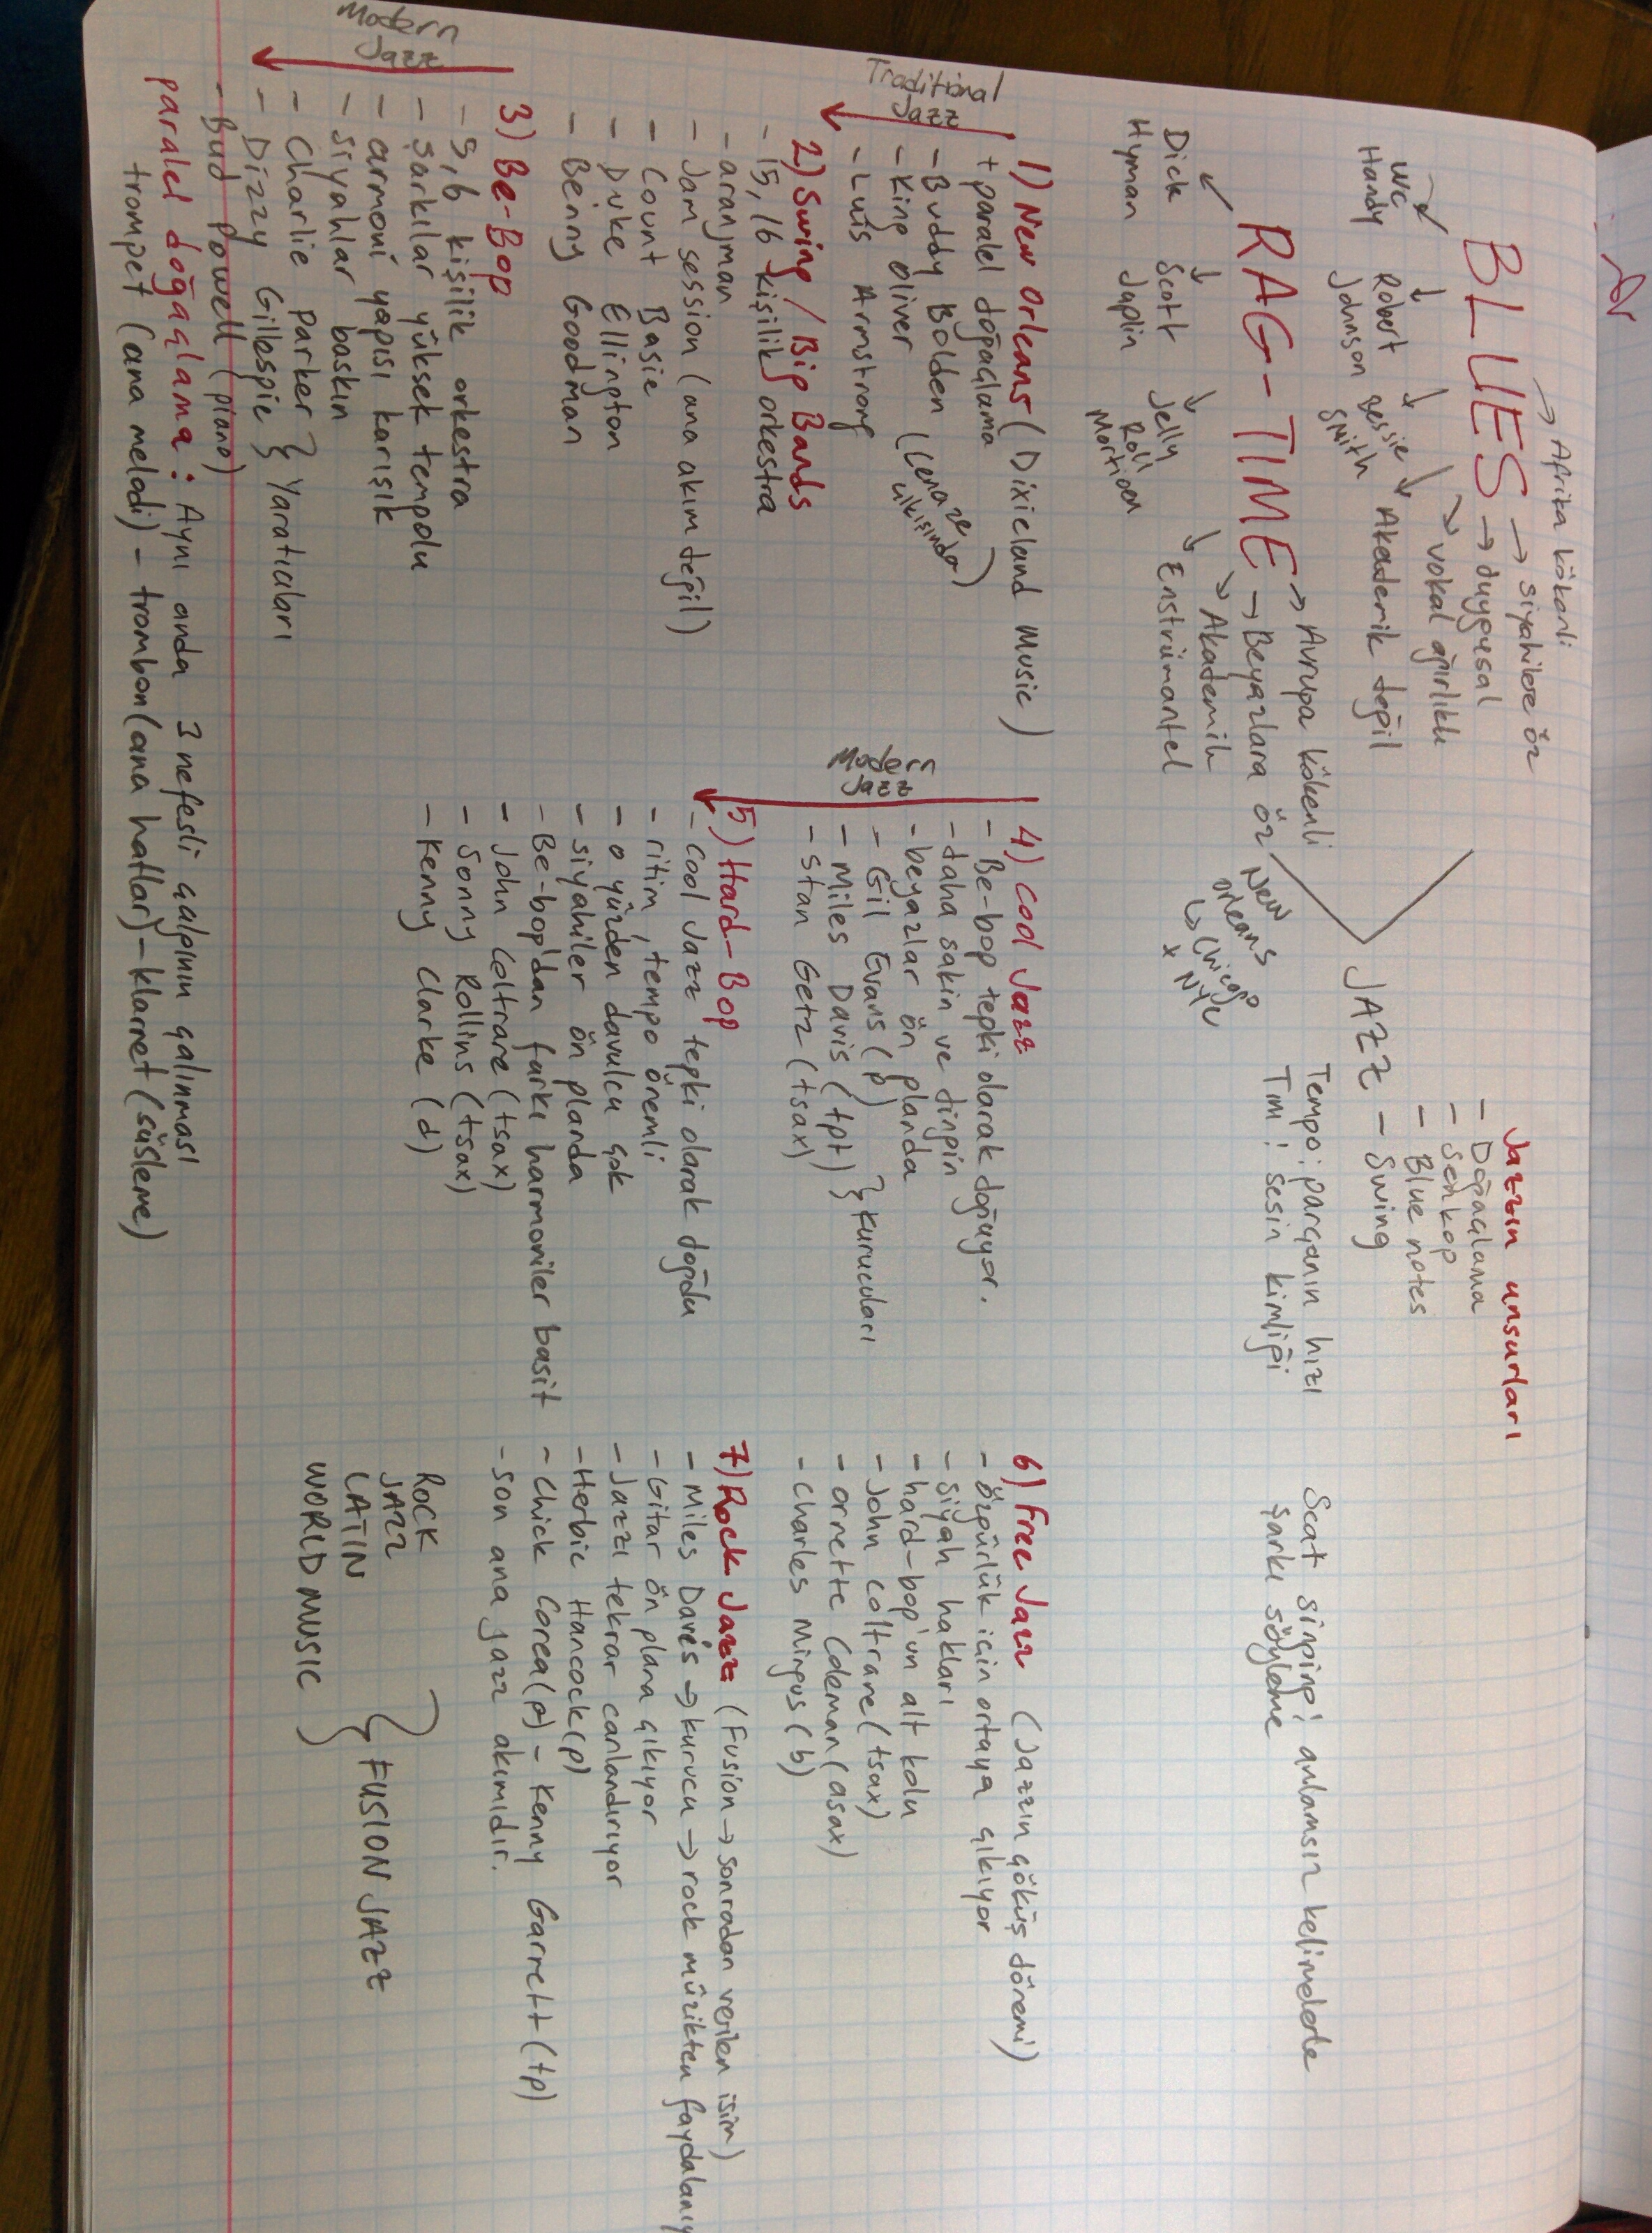 → Afrika kökenli
BLUES → siyahilere öz
→ duygusal
→ vokal ağırlıklı
WC Handy
Robert Johnson
Bessie Smith
Akademik değil
RAG-TIME → Avrupa kökenli
→ Beyazlara öz
→ Akademik
Enstrümantel
Dick Hyman
Scott Joplin
Jelly Roll
JAZZ
New Orleans
↳ Chicago
x NYC
Jazzın unsurları
- Doğaçlama
- Senkop
- Blue notes
- Swing
Tempo: parçanın hızı
Tını: sesin kimliği
Scat singing: anlamsız kelimelerle
şarkı söyleme
Traditional Jazz
1) New Orleans (Dixieland Music)
+ paralel doğaçlama
- Buddy Bolden
- King Oliver
- Luis Armstrong
2) Swing / Big Bands
- 15, 16 kişilik orkestra
- aranjman
- Jam session (ana akım değil)
- Count Basie
- Duke Ellington
- Benny Goodman
Modern Jazz
3) Be-Bop
- 5, 6 kişilik orkestra
- şarkılar yüksek tempolu
- armoni yapısı karışık
- siyahlar baskın
- Charlie Parker
- Dizzy Gillespie } Yaratıcıları
- Bud Powell (piano)
paralel doğaçlama: Aynı anda 3 nefesli çalgının çalınması
trompet (ana melodi) - trombon (ana hatlar) - klarnet (süsleme)
Modern Jazz
4) Cool Jazz
- Be-bop tepki olarak doğuyor.
- daha sakin ve dingin
- beyazlar ön planda
- Gil Evans (p)
- Miles Davis (tpt) } kurucuları
- Stan Getz (tsax)
5) Hard-Bop
- Cool Jazz tepki olarak doğdu
- ritim, tempo önemli
- o yüzden davulcu çok
- siyahiler ön planda
- Be-bop'dan farkı harmoniler basit
- John Coltrane (tsax)
- Sonny Rollins (tsax)
- Kenny Clarke (d)
6) Free Jazz (Jazzın çöküş dönemi)
- özgürlük için ortaya çıkıyor
- siyah hakları
- hard-bop'un alt kolu
- John Coltrane (tsax)
- Ornette Coleman (asax)
- Charles Mingus (b)
7) Rock Jazz (Fusion → sonradan verilen isim)
- Miles Davis → kurucu → rock müzikten faydalanıy
- Gitar ön plana çıkıyor
- Jazzı tekrar canlandırıyor
- Herbie Hancock (p)
- Chick Corea (p) - Kenny Garrett (tp)
- Son ana jazz akımıdır.
ROCK
JAZZ
LATIN
WORLD MUSIC
} FUSION JAZZ